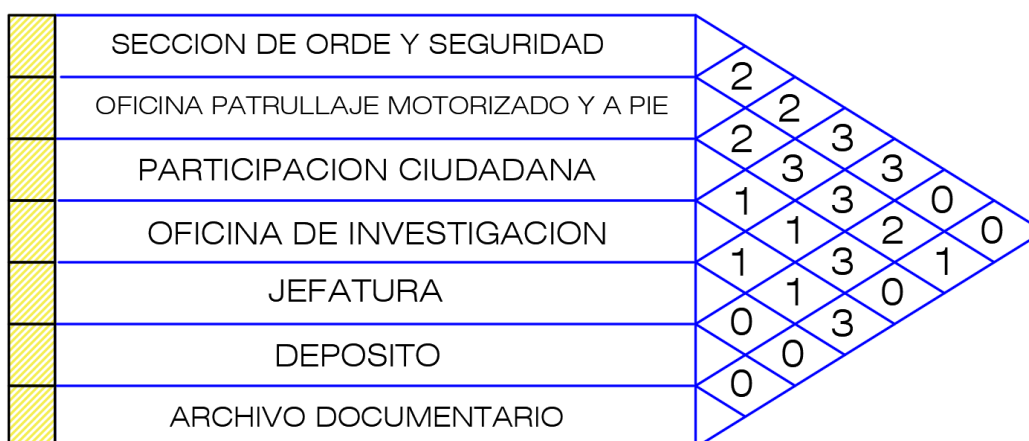 SECCION DE ORDE Y SEGURIDAD
2
OFICINA PATRULLAJE MOTORIZADO Y A PIE 2
2 3
PARTICIPACION CIUDADANA 3 3
1 3 0
OFICINA DE INVESTIGACION 1 2 0
1 3 1
JEFATURA 1 0
0 3
DEPOSITO 0
0
ARCHIVO DOCUMENTARIO